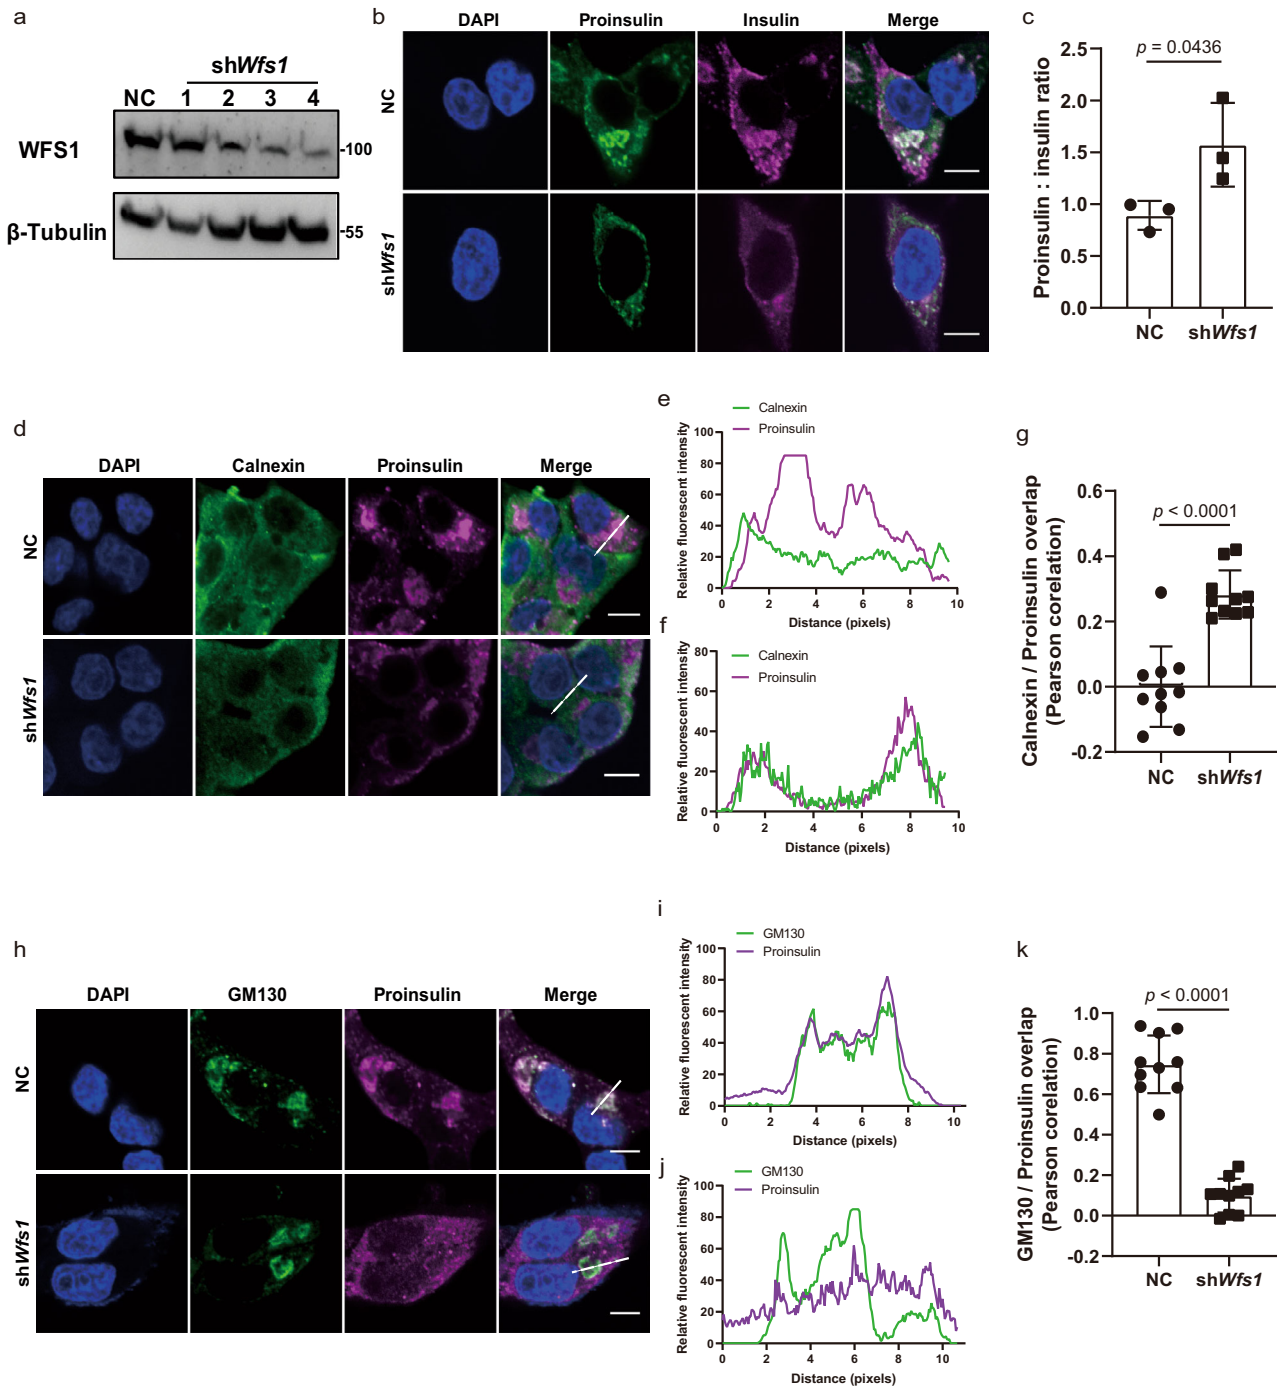 a
shWfs1
NC 1 2 3 4
WFS1
-100
β-Tubulin
-55
b
DAPI Proinsulin Insulin Merge
NC
shWfs1
c
p = 0.0436
Proinsulin : insulin ratio
2.5
2.0
1.5
1.0
0.5
0.0
NC shWfs1
d
DAPI Calnexin Proinsulin Merge
NC
shWfs1
e
Calnexin
Proinsulin
Relative fluorescent intensity
100
80
60
40
20
0
0 2 4 6 8 10
Distance (pixels)
f
Calnexin
Proinsulin
Relative fluorescent intensity
80
60
40
20
0
0 2 4 6 8 10
Distance (pixels)
g
p < 0.0001
Calnexin / Proinsulin overlap
(Pearson corelation)
0.6
0.4
0.2
0.0
-0.2
NC shWfs1
h
DAPI GM130 Proinsulin Merge
NC
shWfs1
i
GM130
Proinsulin
Relative fluorescent intensity
100
80
60
40
20
0
0 2 4 6 8 10
Distance (pixels)
j
GM130
Proinsulin
Relative fluorescent intensity
100
80
60
40
20
0
0 2 4 6 8 10
Distance (pixels)
k
p < 0.0001
GM130 / Proinsulin overlap
(Pearson corelation)
1.0
0.8
0.6
0.4
0.2
0.0
-0.2
NC shWfs1